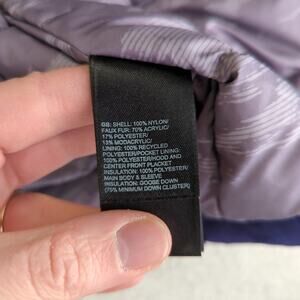 GB: SHELL: 100% NYLON/
FAUX FUR: 70% ACRYLIC/
17% POLYESTER/
13% MODACRYLIC/
LINING: 100% RECYCLED
POLYESTER/POCKET LINING:
100% POLYESTER/HOOD AND
CENTER FRONT PLACKET
INSULATION: 100% POLYESTER/
MAIN BODY & SLEEVE
INSULATION: GOOSE DOWN
(75% MINIMUM DOWN CLUSTER)